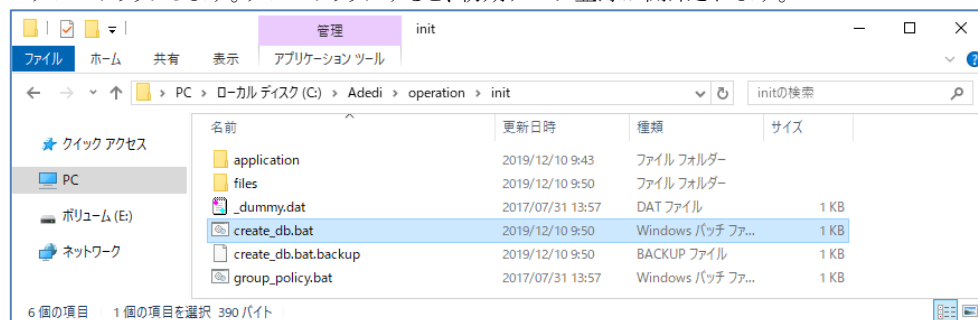 管理
init
ファイル ホーム 共有 表示 アプリケーション ツール
PC › ローカル ディスク (C:) › Adedi › operation › init
initの検索
名前 更新日時 種類 サイズ
クイック アクセス
PC
ボリューム (E:)
ネットワーク
application 2019/12/10 9:43 ファイル フォルダー
files 2019/12/10 9:50 ファイル フォルダー
_dummy.dat 2017/07/31 13:57 DAT ファイル 1 KB
create_db.bat 2019/12/10 9:50 Windows バッチ ファ... 1 KB
create_db.bat.backup 2019/12/10 9:50 BACKUP ファイル 1 KB
group_policy.bat 2017/07/31 13:57 Windows バッチ ファ... 1 KB
6 個の項目 1 個の項目を選択 390 バイト